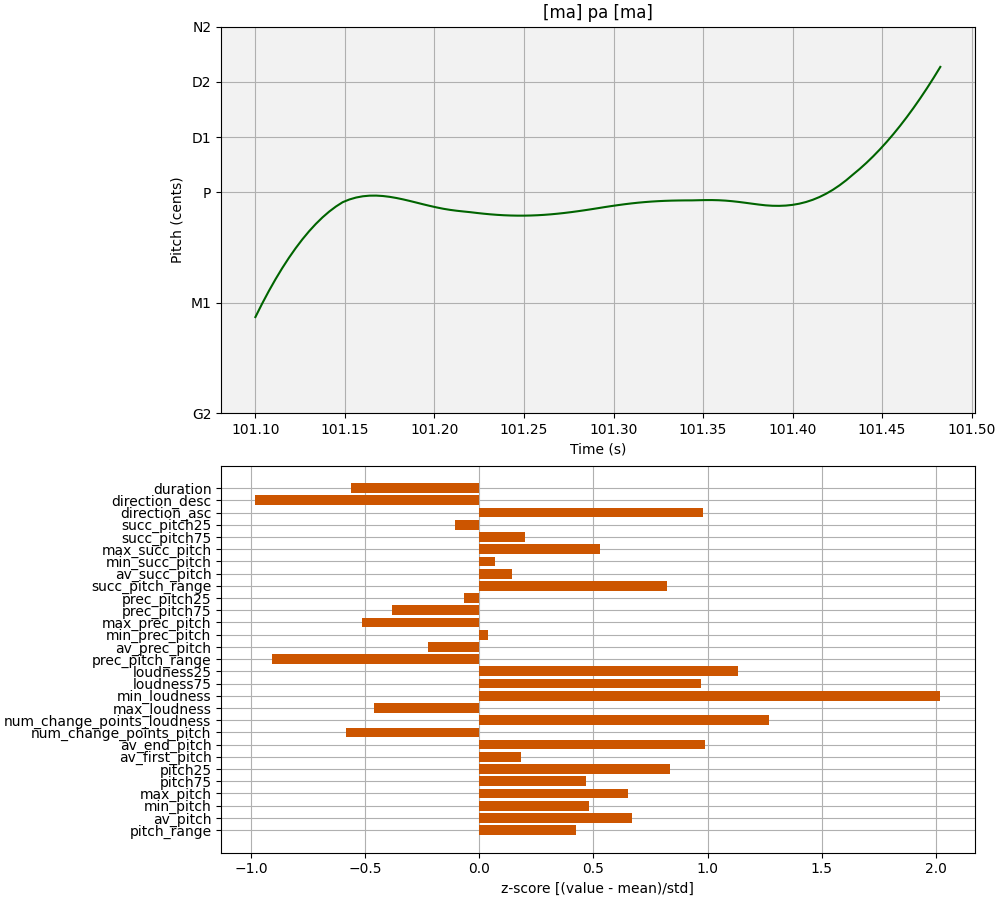 [ma] pa [ma]
N2
D2
D1
P
M1
G2
Pitch (cents)
101.10 101.15 101.20 101.25 101.30 101.35 101.40 101.45 101.50
Time (s)
duration
direction_desc
direction_asc
succ_pitch25
succ_pitch75
max_succ_pitch
min_succ_pitch
av_succ_pitch
succ_pitch_range
prec_pitch25
prec_pitch75
max_prec_pitch
min_prec_pitch
av_prec_pitch
prec_pitch_range
loudness25
loudness75
min_loudness
max_loudness
num_change_points_loudness
num_change_points_pitch
av_end_pitch
av_first_pitch
pitch25
pitch75
max_pitch
min_pitch
av_pitch
pitch_range
−1.0 −0.5 0.0 0.5 1.0 1.5 2.0
z-score [(value - mean)/std]